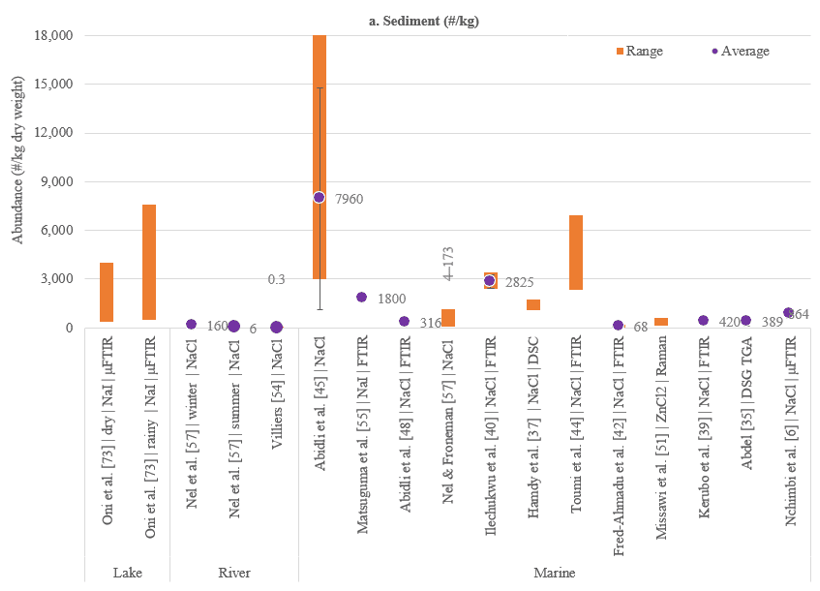 a. Sediment (#/kg)
Range
Average
Abundance (#/kg dry weight)
18,000
15,000
12,000
9,000
6,000
3,000
0
7960
0.3
4–173
2825
1800
160
6
316
68
420
389
864
Oni et al. [73] | dry | NaI | µFTIR
Oni et al. [73] | rainy | NaI | µFTIR
Nel et al. [57] | winter | NaCl
Nel et al. [57] | summer | NaCl
Villiers [54] | NaCl
Abidli et al. [45] | NaCl
Matsuguma et al. [55] | NaI | FTIR
Abidli et al. [48] | NaCl | FTIR
Nel & Froneman [57] | NaCl
Ilechukwu et al. [40] | NaCl | FTIR
Hamdy et al. [37] | NaCl | DSC
Toumi et al. [44] | NaCl | FTIR
Fred-Ahmadu et al. [42] | NaCl | FTIR
Missawi et al. [51] | ZnCl2 | Raman
Kerubo et al. [39] | NaCl | FTIR
Abdel [35] | DSG TGA
Nchimbi et al. [6] | NaCl | µFTIR
Lake
River
Marine